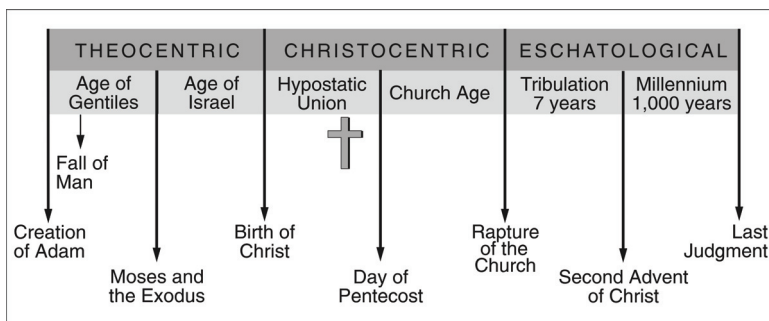 THEOCENTRIC CHRISTOCENTRIC ESCHATOLOGICAL
Age of
Gentiles
Age of
Israel
Hypostatic
Union
Church Age
Tribulation
7 years
Millennium
1,000 years
Fall of
Man
Creation
of Adam
Moses and
the Exodus
Birth of
Christ
Day of
Pentecost
Rapture
of the
Church
Second Advent
of Christ
Last
Judgment